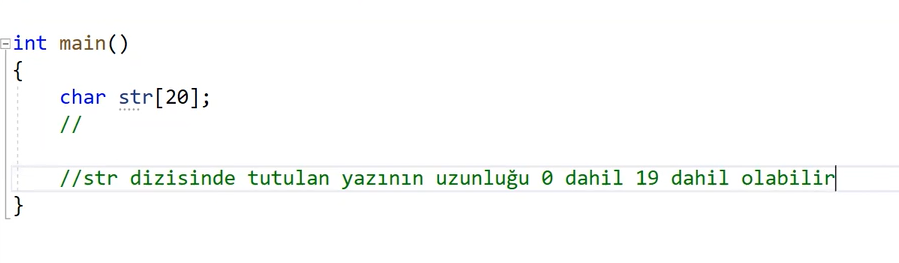 int main()
{
char str[20];
//
//str dizisinde tutulan yazının uzunluğu 0 dahil 19 dahil olabilir
}